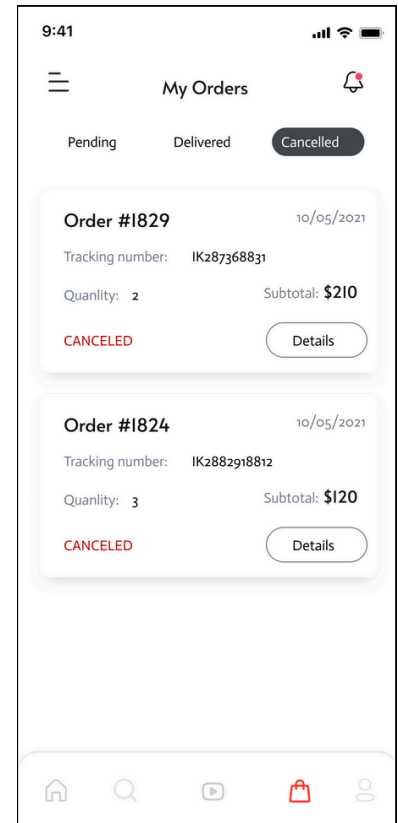 9:41
My Orders
Pending Delivered Cancelled
Order #1829 10/05/2021
Tracking number: IK287368831
Quanlity: 2 Subtotal: $210
CANCELED Details
Order #1824 10/05/2021
Tracking number: IK2882918812
Quanlity: 3 Subtotal: $120
CANCELED Details